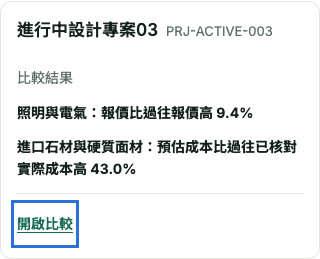 進行中設計專案03 PRJ-ACTIVE-003
比較結果
照明與電氣：報價比過往報價高 9.4%
進口石材與硬質面材：預估成本比過往已核對
實際成本高 43.0%
開啟比較